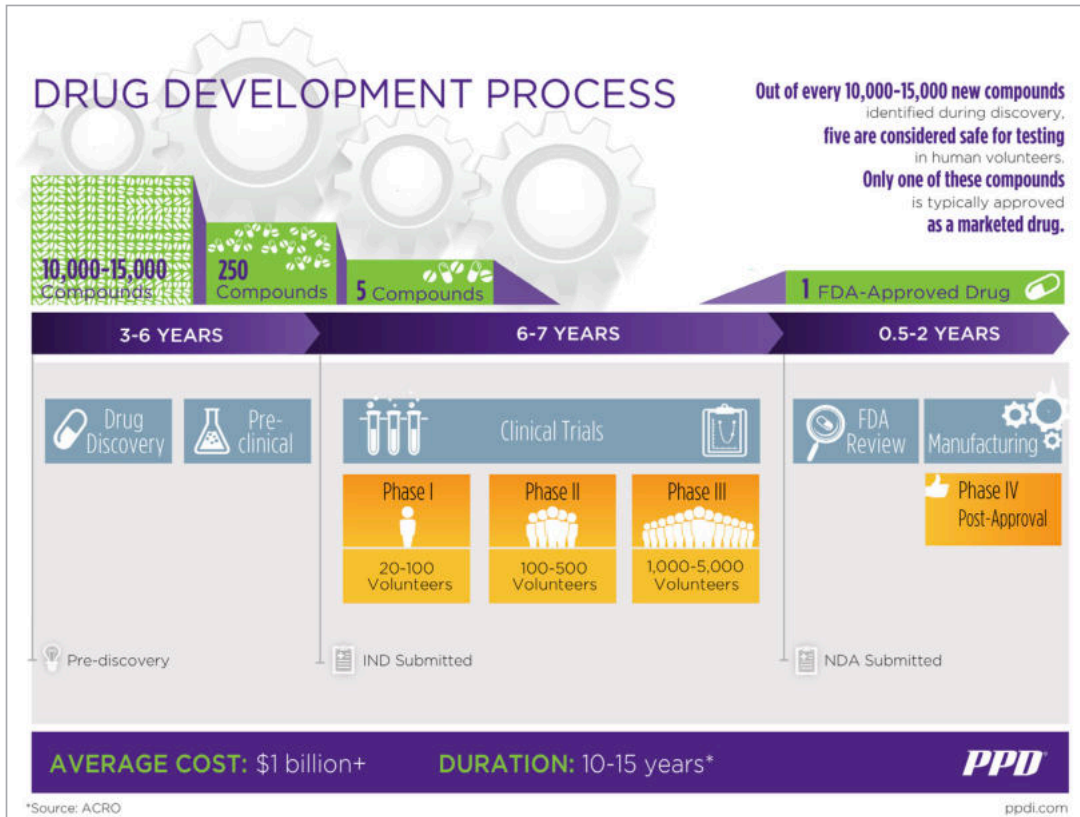 DRUG DEVELOPMENT PROCESS
Out of every 10,000-15,000 new compounds
identified during discovery,
five are considered safe for testing
in human volunteers.
Only one of these compounds
is typically approved
as a marketed drug.
10,000-15,000
Compounds
250
Compounds
5 Compounds
1 FDA-Approved Drug
3-6 YEARS
6-7 YEARS
0.5-2 YEARS
Drug
Discovery
Pre-
clinical
Clinical Trials
FDA
Review
Manufacturing
Phase I
20-100
Volunteers
Phase II
100-500
Volunteers
Phase III
1,000-5,000
Volunteers
Phase IV
Post-Approval
Pre-discovery
IND Submitted
NDA Submitted
AVERAGE COST: $1 billion+
DURATION: 10-15 years*
PPD
*Source: ACRO
ppdi.com